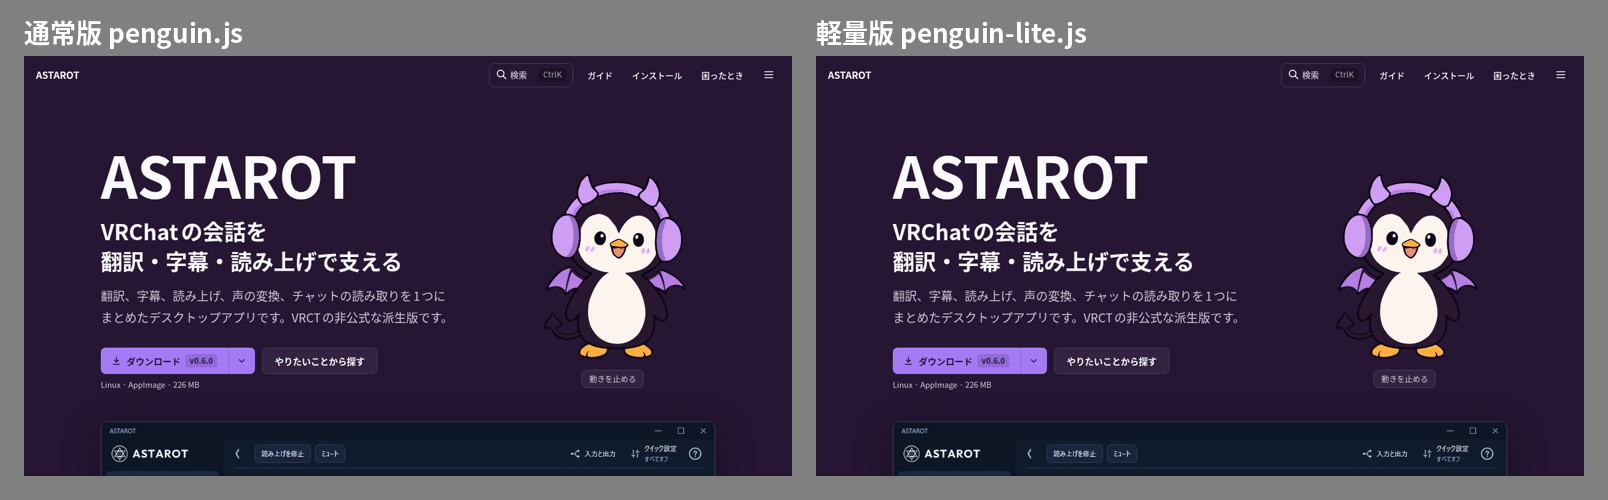 通常版 penguin.js
ASTAROT
検索 CtrlK
ガイド
インストール
困ったとき
ASTAROT
VRChatの会話を
翻訳・字幕・読み上げで支える
翻訳、字幕、読み上げ、声の変換、チャットの読み取りを1つに
まとめたデスクトップアプリです。VRCTの非公式な派生版です。
ダウンロード v0.6.0
やりたいことから探す
Linux · AppImage · 226 MB
動きを止める
ASTAROT
ASTAROT
読み上げを停止
ミュート
入力と出力
クイック設定
すべてオフ
?
軽量版 penguin-lite.js
ASTAROT
検索 CtrlK
ガイド
インストール
困ったとき
ASTAROT
VRChatの会話を
翻訳・字幕・読み上げで支える
翻訳、字幕、読み上げ、声の変換、チャットの読み取りを1つに
まとめたデスクトップアプリです。VRCTの非公式な派生版です。
ダウンロード v0.6.0
やりたいことから探す
Linux · AppImage · 226 MB
動きを止める
ASTAROT
ASTAROT
読み上げを停止
ミュート
入力と出力
クイック設定
すべてオフ
?